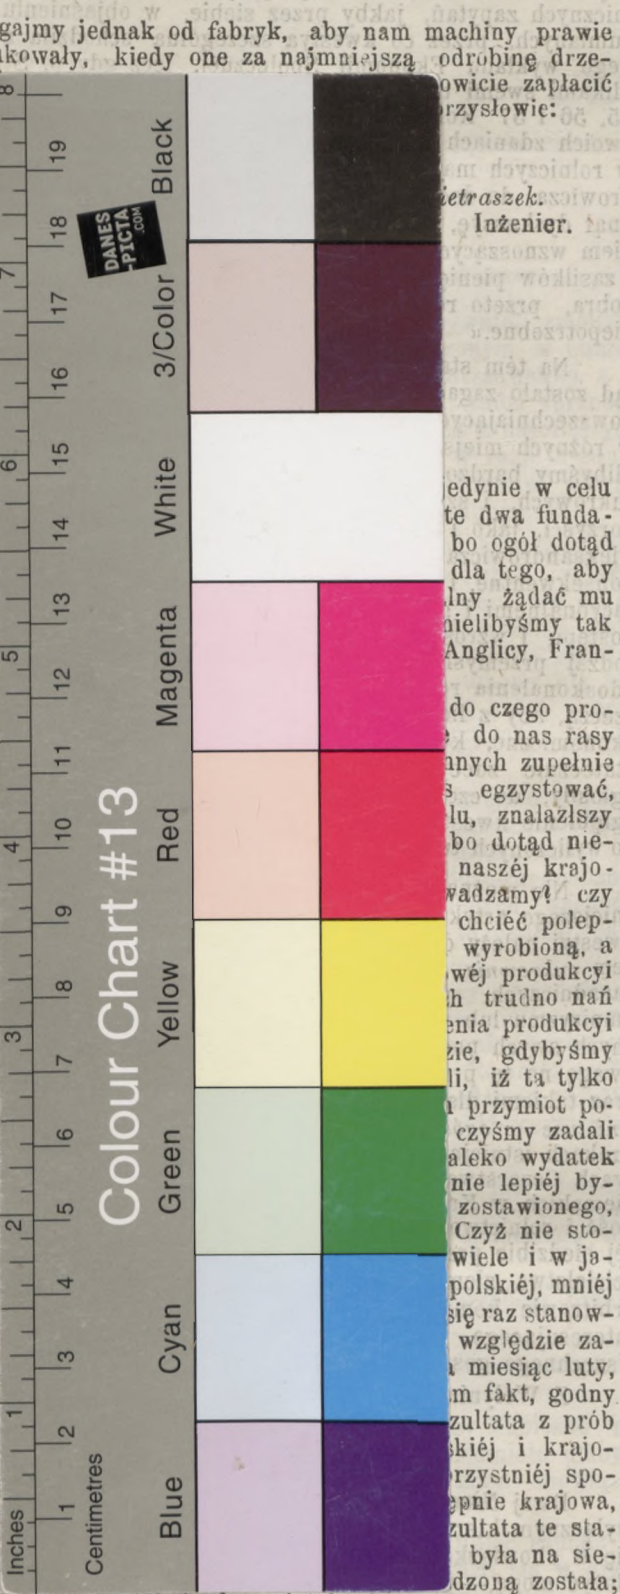 gajmy jednak od fabryk, aby nam machiny prawie
kowały, kiedy one za najmniejszą odrobinę drze-
owicie zapłacić
rzysłowie:
ietraszek.
Inżenier.
jedynie w celu
te dwa funda-
bo ogół dotąd
dla tego, aby
lny żądać mu
nielibyśmy tak
Anglicy, Fran-
do czego pro-
do nas rasy
nnych zupełnie
s egzystować,
lu, znalazłszy
bo dotąd nie-
naszéj krajo-
wadzamy? czy
chciéć polep-
wyrobioną, a
wéj produkcyi
h trudno nań
enia produkcyi
zie, gdybyśmy
li, iż ta tylko
przymiot po-
czyśmy zadali
aleko wydatek
nie lepiéj by-
zostawionego,
Czyż nie sto-
wiele i w ja-
polskiéj, mniéj
się raz stanow-
względzie za-
miesiąc luty,
m fakt, godny
zultata z prób
skiéj i krajo-
rzystniéj spo-
ępnie krajowa,
zultata te sta-
była na sie-
dzoną została;
Colour Chart #13
DANES
-PICTA
.COM
Black
3/Color
White
Magenta
Red
Yellow
Green
Cyan
Blue
Inches
1
2
3
4
5
6
7
8
Centimetres
1
2
3
4
5
6
7
8
9
10
11
12
13
14
15
16
17
18
19